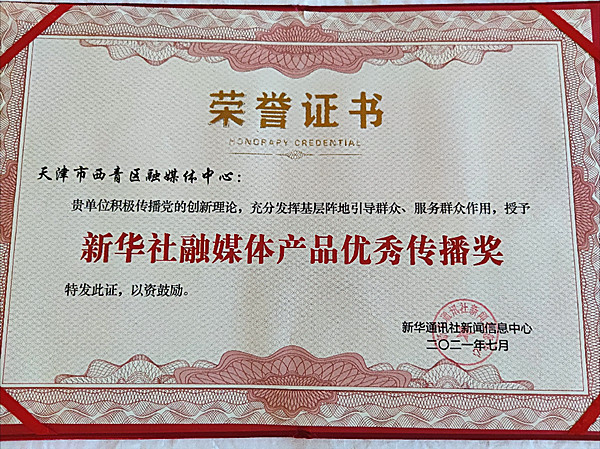 荣誉证书
HONORARY CREDENTIAL
天津市西青区融媒体中心:
贵单位积极传播党的创新理论，充分发挥基层阵地引导群众、服务群众作用，授予
新华社融媒体产品优秀传播奖
特发此证，以资鼓励。
新华通讯社新闻信息中心
二〇二一年七月